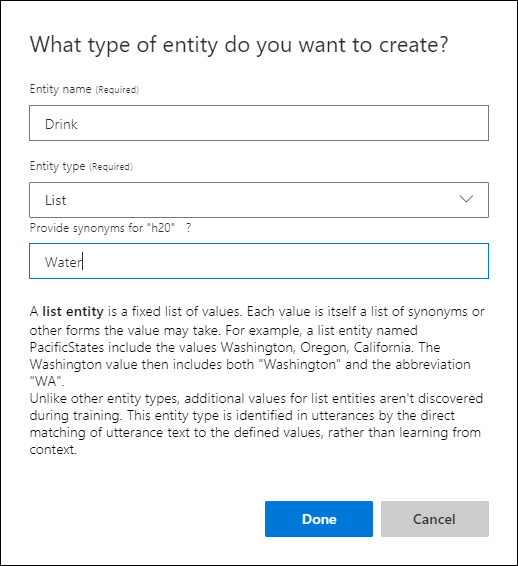 What type of entity do you want to create?
Entity name (Required)
Drink
Entity type (Required)
List
Provide synonyms for "h20" ?
Water
A list entity is a fixed list of values. Each value is itself a list of synonyms or
other forms the value may take. For example, a list entity named
PacificStates include the values Washington, Oregon, California. The
Washington value then includes both "Washington" and the abbreviation
"WA".
Unlike other entity types, additional values for list entities aren't discovered
during training. This entity type is identified in utterances by the direct
matching of utterance text to the defined values, rather than learning from
context.
Done
Cancel